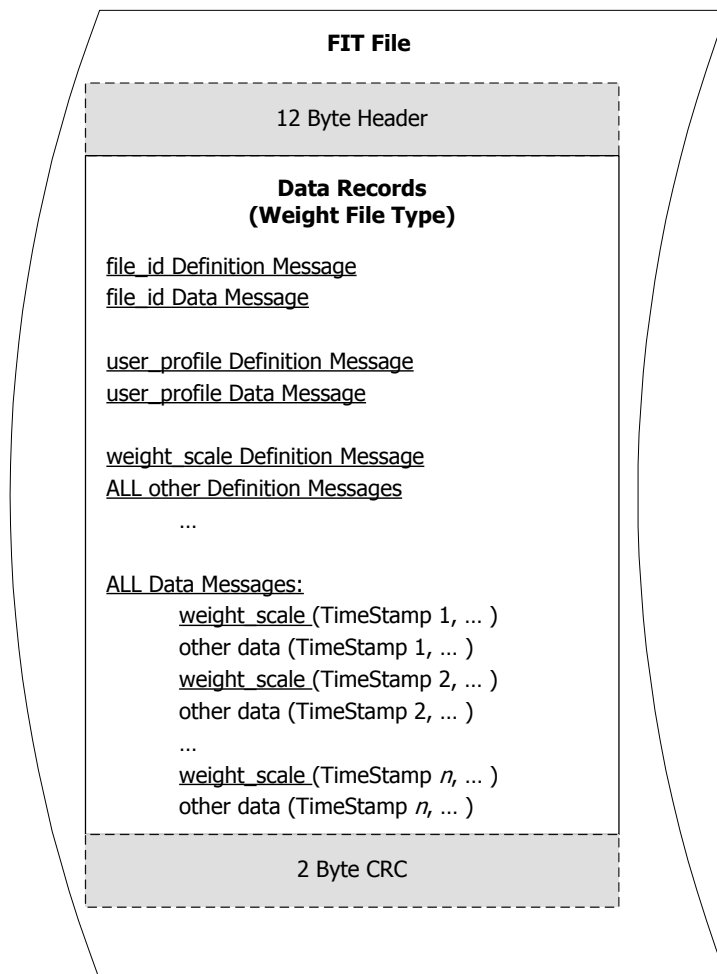 FIT File
12 Byte Header
Data Records
(Weight File Type)
file_id Definition Message
file_id Data Message
user_profile Definition Message
user_profile Data Message
weight_scale Definition Message
ALL other Definition Messages
…
ALL Data Messages:
weight_scale (TimeStamp 1, … )
other data (TimeStamp 1, … )
weight_scale (TimeStamp 2, … )
other data (TimeStamp 2, … )
…
weight_scale (TimeStamp n, … )
other data (TimeStamp n, … )
2 Byte CRC